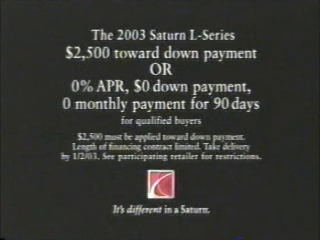 The 2003 Saturn L-Series
$2,500 toward down payment
OR
0% APR, $0 down payment,
0 monthly payment for 90 days
for qualified buyers
$2,500 must be applied toward down payment.
Length of financing contract limited. Take delivery
by 1/2/03. See participating retailer for restrictions.
It's different in a Saturn.